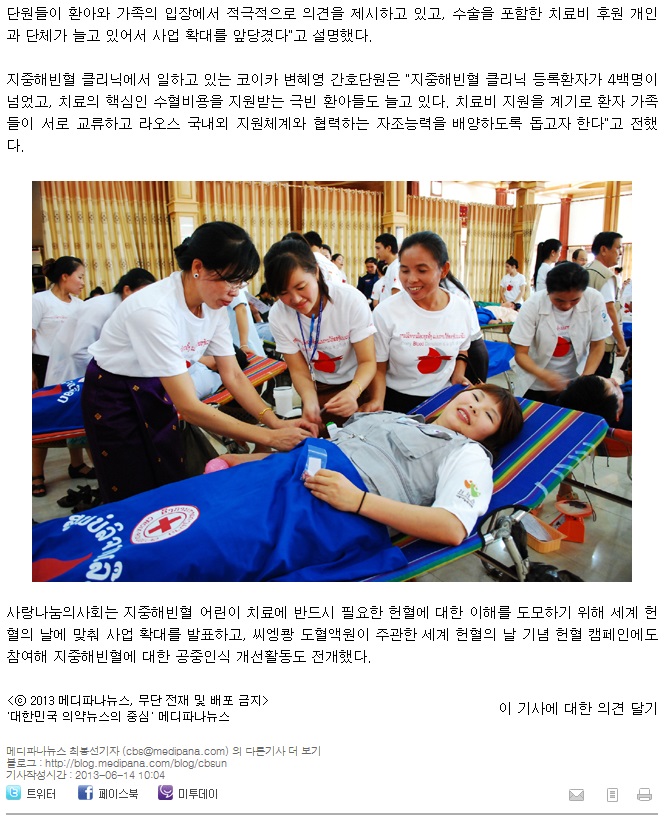 단원들이 환아와 가족의 입장에서 적극적으로 의견을 제시하고 있고, 수술을 포함한 치료비 후원 개인
과 단체가 늘고 있어서 사업 확대를 앞당겼다"고 설명했다.
지중해빈혈 클리닉에서 일하고 있는 코이카 변혜영 간호단원은 "지중해빈혈 클리닉 등록환자가 4백명이
넘었고, 치료의 핵심인 수혈비용을 지원받는 극빈 환아들도 늘고 있다. 치료비 지원을 계기로 환자 가족
들이 서로 교류하고 라오스 국내외 지원체계와 협력하는 자조능력을 배양하도록 돕고자 한다"고 전했
다.
사랑나눔의사회는 지중해빈혈 어린이 치료에 반드시 필요한 헌혈에 대한 이해를 도모하기 위해 세계 헌
혈의 날에 맞춰 사업 확대를 발표하고, 씨엥쾅 도혈액원이 주관한 세계 헌혈의 날 기념 헌혈 캠페인에도
참여해 지중해빈혈에 대한 공중인식 개선활동도 전개했다.
<ⓒ 2013 메디파나뉴스, 무단 전재 및 배포 금지>
'대한민국 의약뉴스의 중심' 메디파나뉴스
이 기사에 대한 의견 달기
메디파나뉴스 최봉선기자 (cbs@medipana.com) 의 다른기사 더 보기
블로그 : http://blog.medipana.com/blog/cbsun
기사작성시간 : 2013-06-14 10:04
트위터 페이스북 미투데이